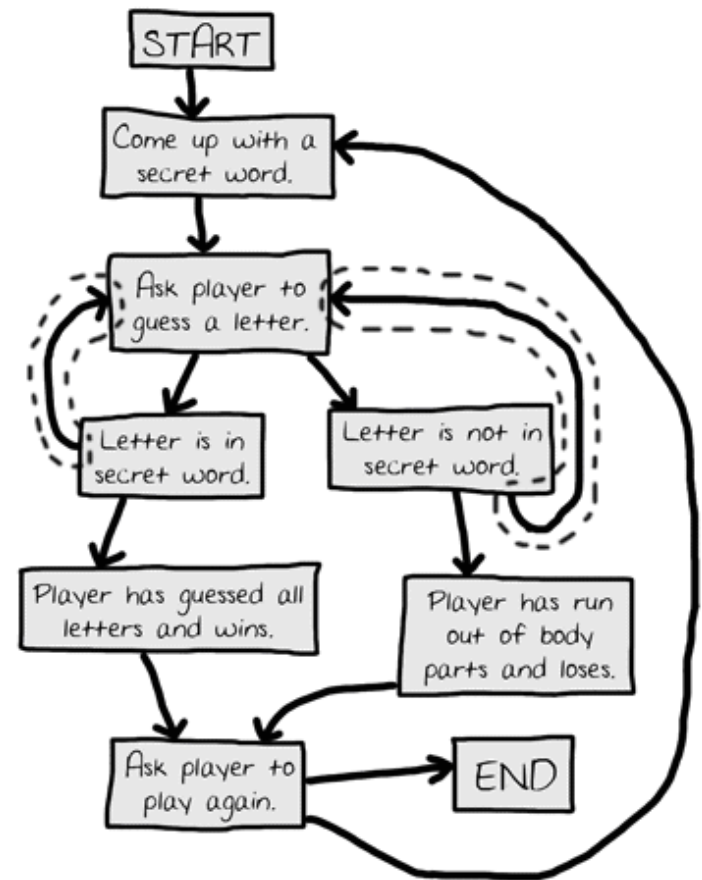 START
Come up with a
secret word.
Ask player to
guess a letter.
Letter is in
secret word.
Letter is not in
secret word.
Player has guessed all
letters and wins.
Player has run
out of body
parts and loses.
Ask player to
play again.
END